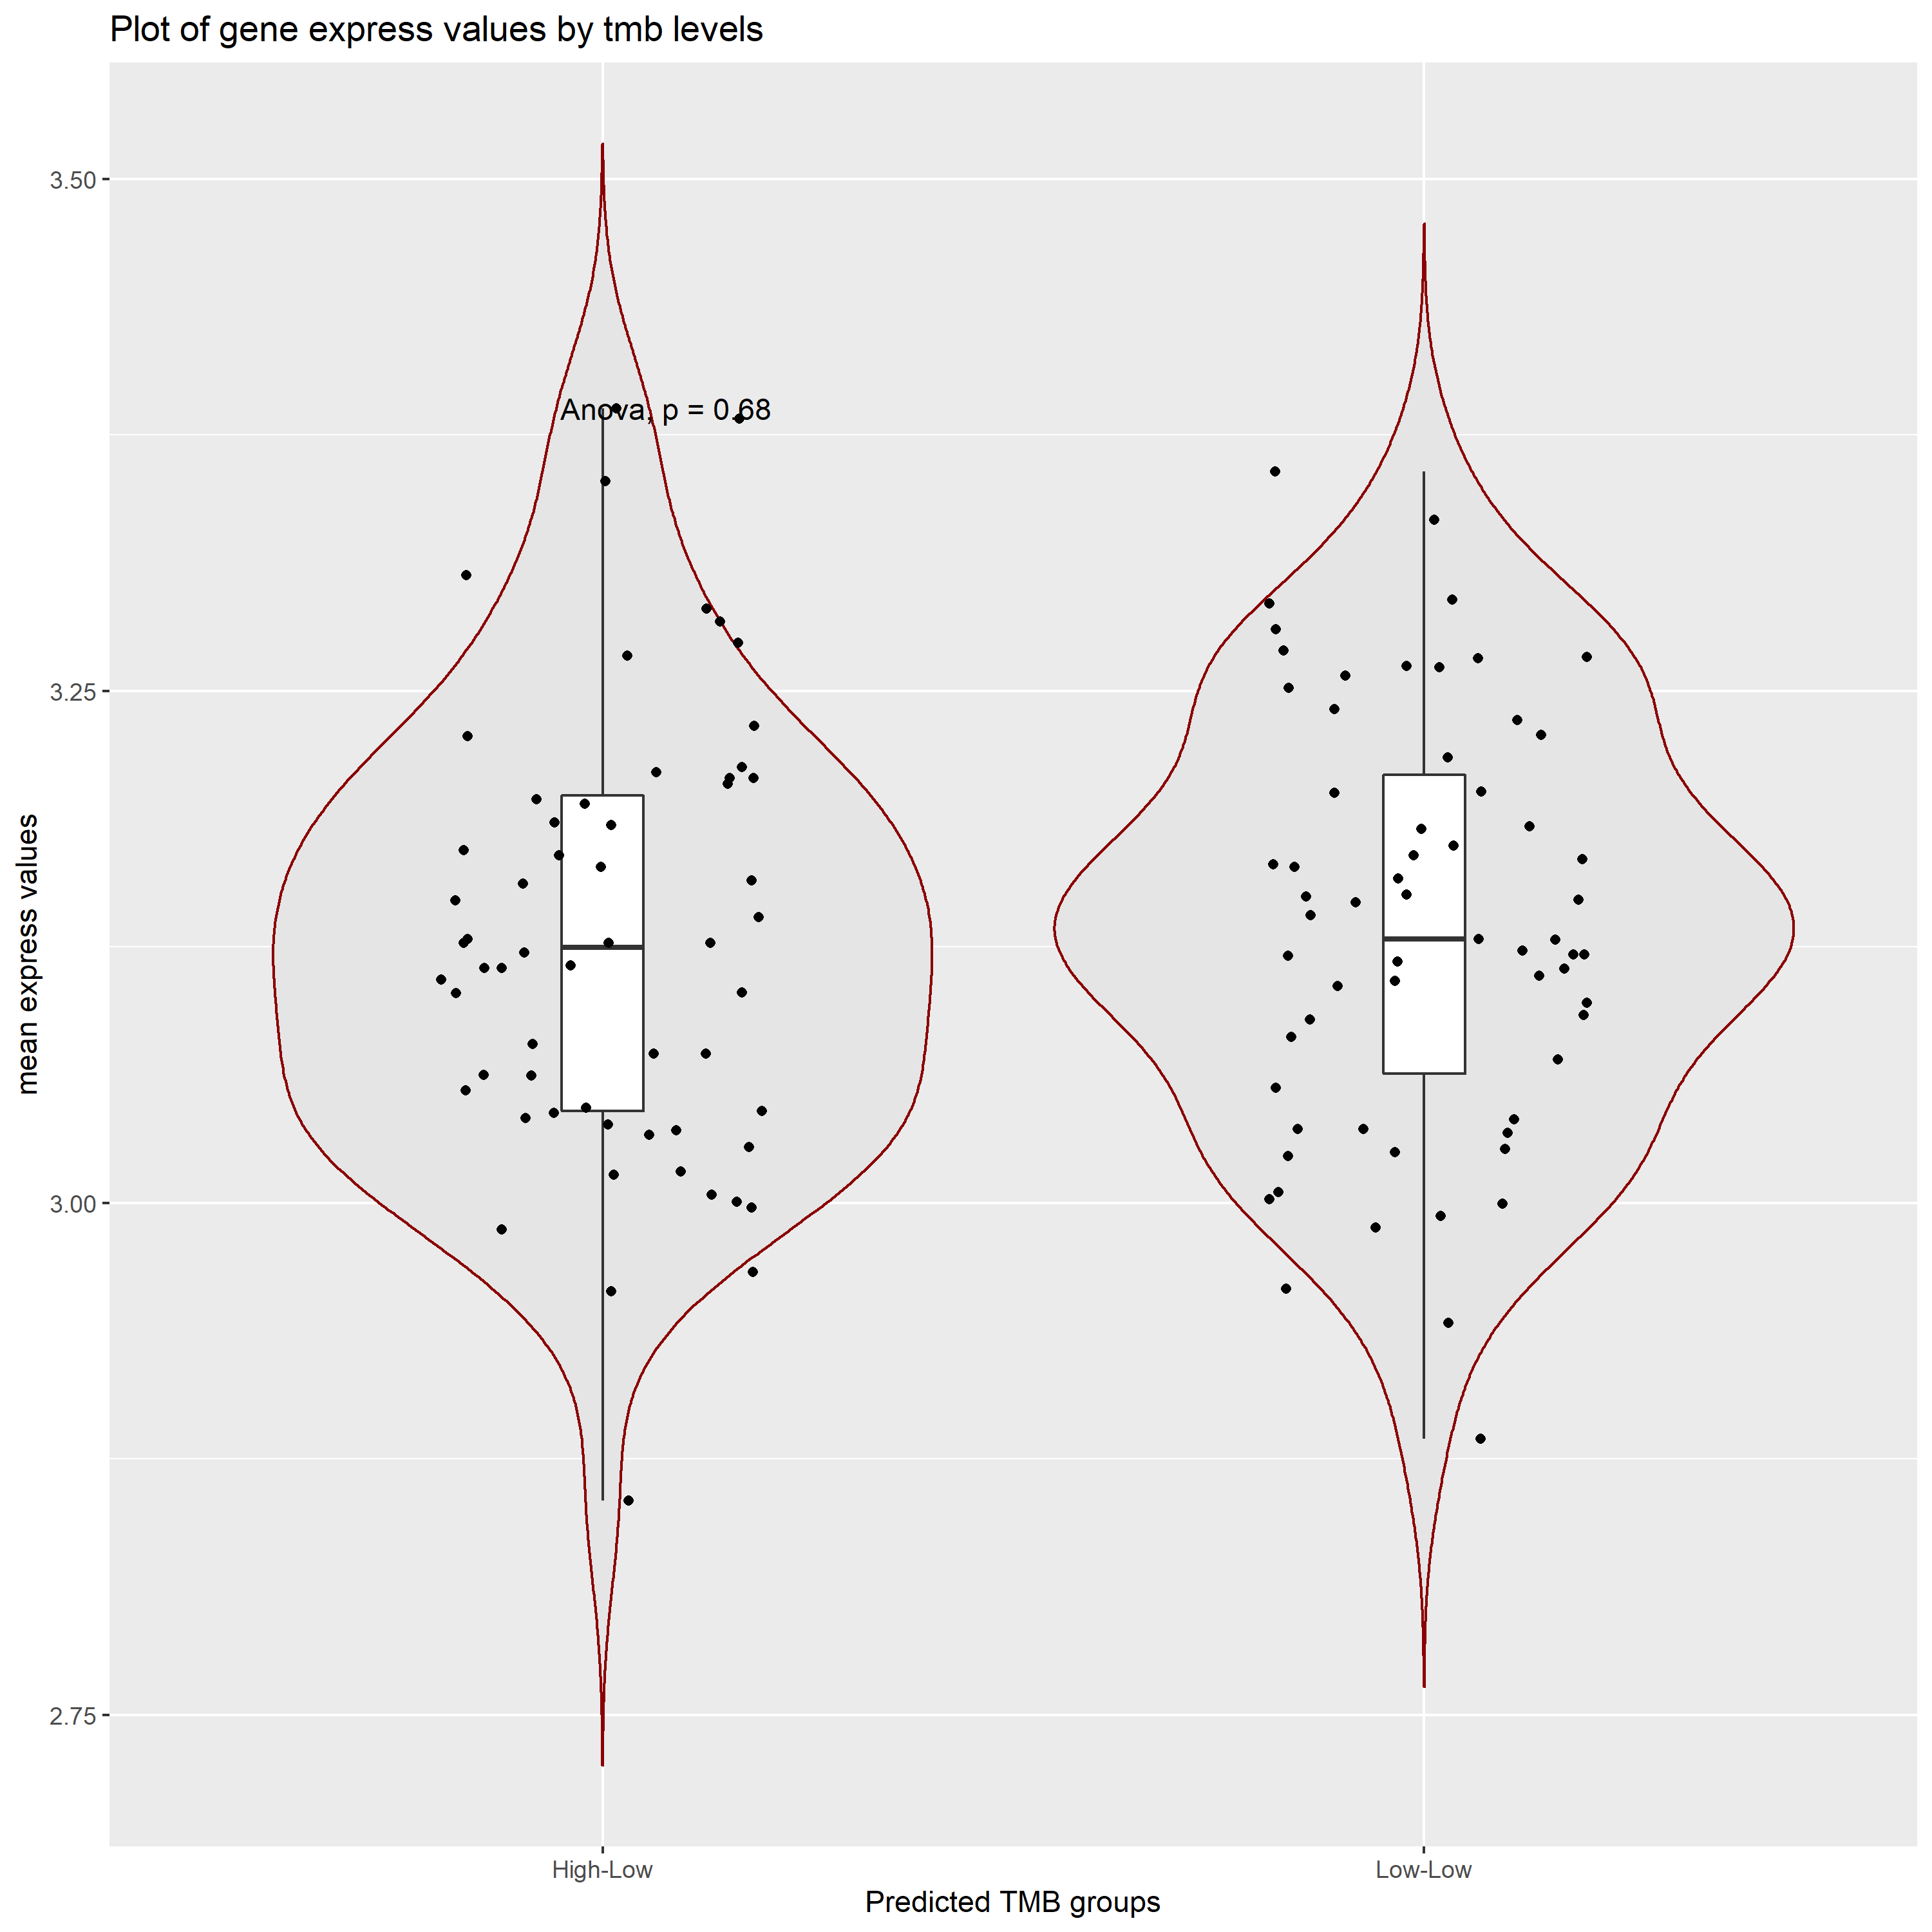 Plot of gene express values by tmb levels
3.50
Anova, p = 0.68
3.25
mean express values
3.00
2.75
High-Low
Low-Low
Predicted TMB groups